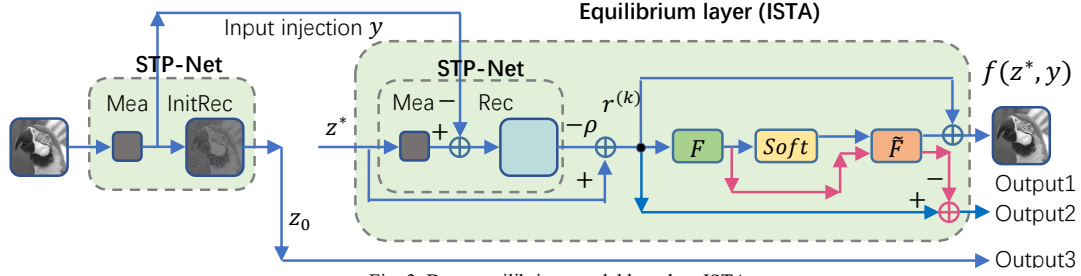 Equilibrium layer (ISTA)
Input injection y
STP-Net
STP-Net
f(z*, y)
Mea
InitRec
Mea
−
Rec
r^(k)
z*
+
−ρ
F
Soft
F̃
+
−
+
Output1
Output2
z₀
Output3